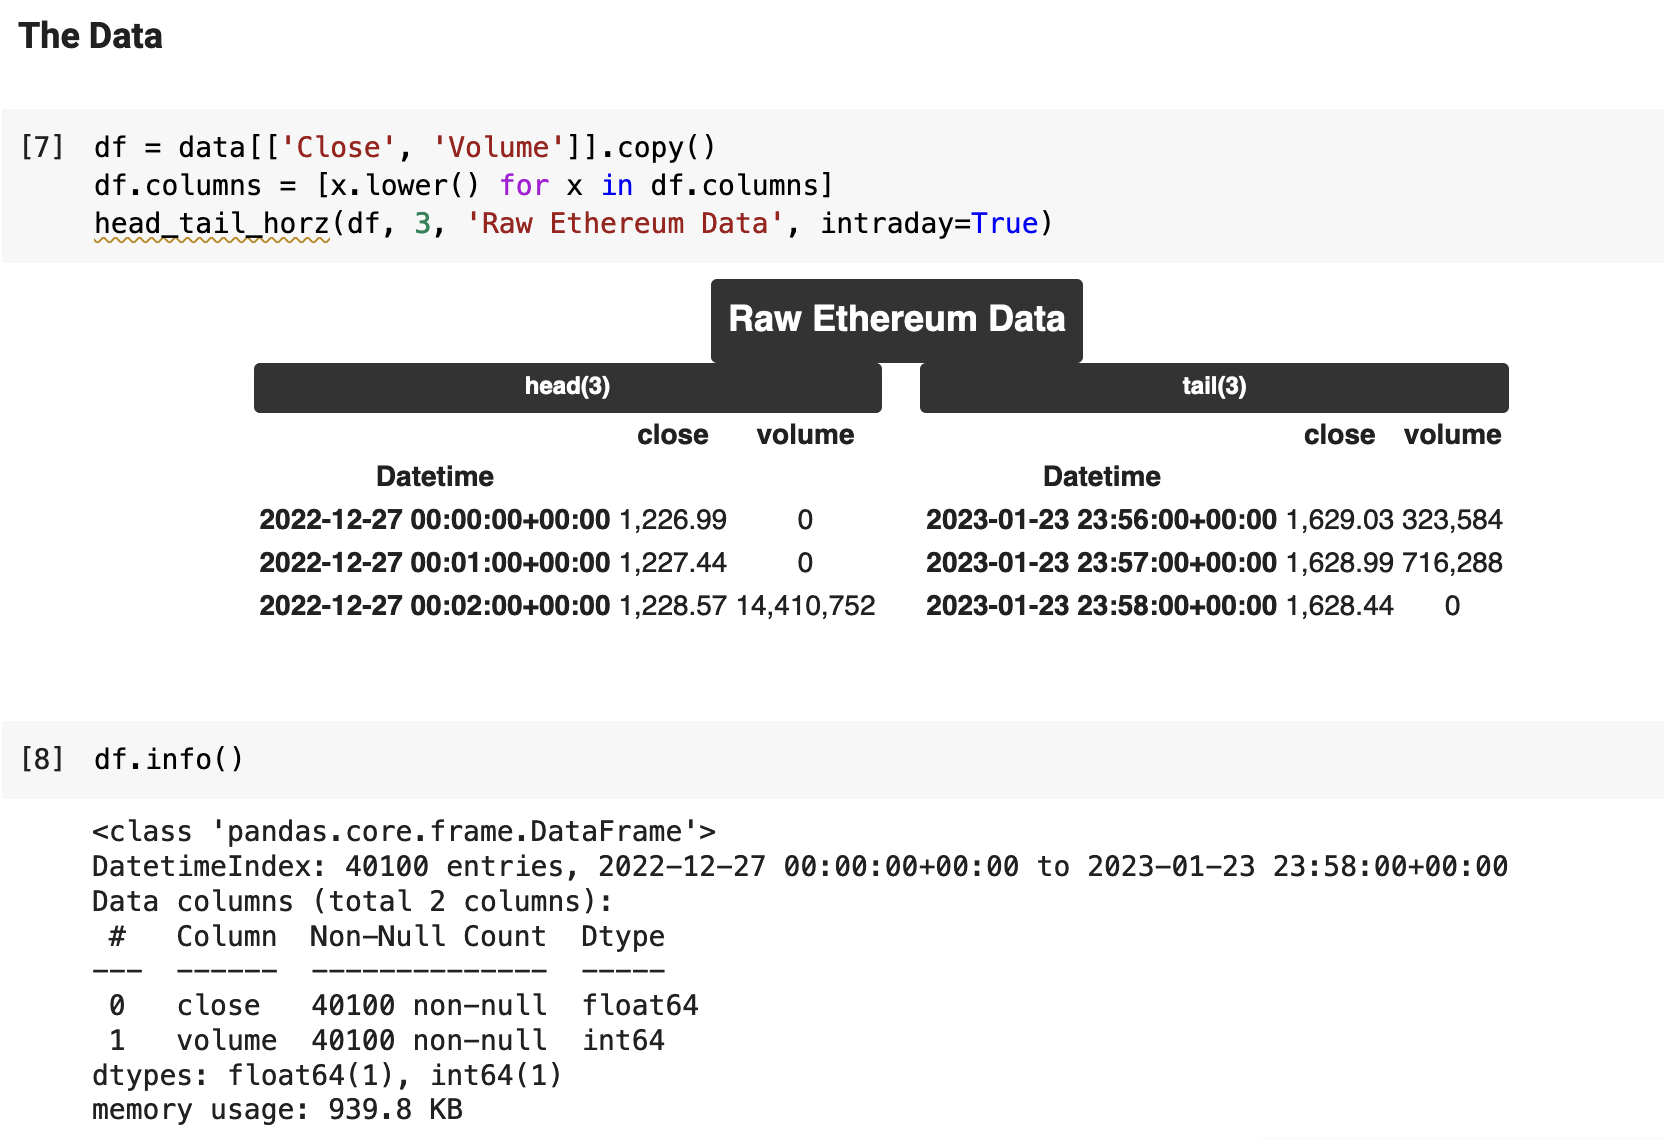 The Data
[7] df = data[['Close', 'Volume']].copy()
df.columns = [x.lower() for x in df.columns]
head_tail_horz(df, 3, 'Raw Ethereum Data', intraday=True)
Raw Ethereum Data
head(3)
close volume
Datetime
2022-12-27 00:00:00+00:00 1,226.99 0
2022-12-27 00:01:00+00:00 1,227.44 0
2022-12-27 00:02:00+00:00 1,228.57 14,410,752
tail(3)
close volume
Datetime
2023-01-23 23:56:00+00:00 1,629.03 323,584
2023-01-23 23:57:00+00:00 1,628.99 716,288
2023-01-23 23:58:00+00:00 1,628.44 0
[8] df.info()
<class 'pandas.core.frame.DataFrame'>
DatetimeIndex: 40100 entries, 2022-12-27 00:00:00+00:00 to 2023-01-23 23:58:00+00:00
Data columns (total 2 columns):
 #   Column  Non-Null Count  Dtype
---  ------  --------------  -----
 0   close   40100 non-null  float64
 1   volume  40100 non-null  int64
dtypes: float64(1), int64(1)
memory usage: 939.8 KB